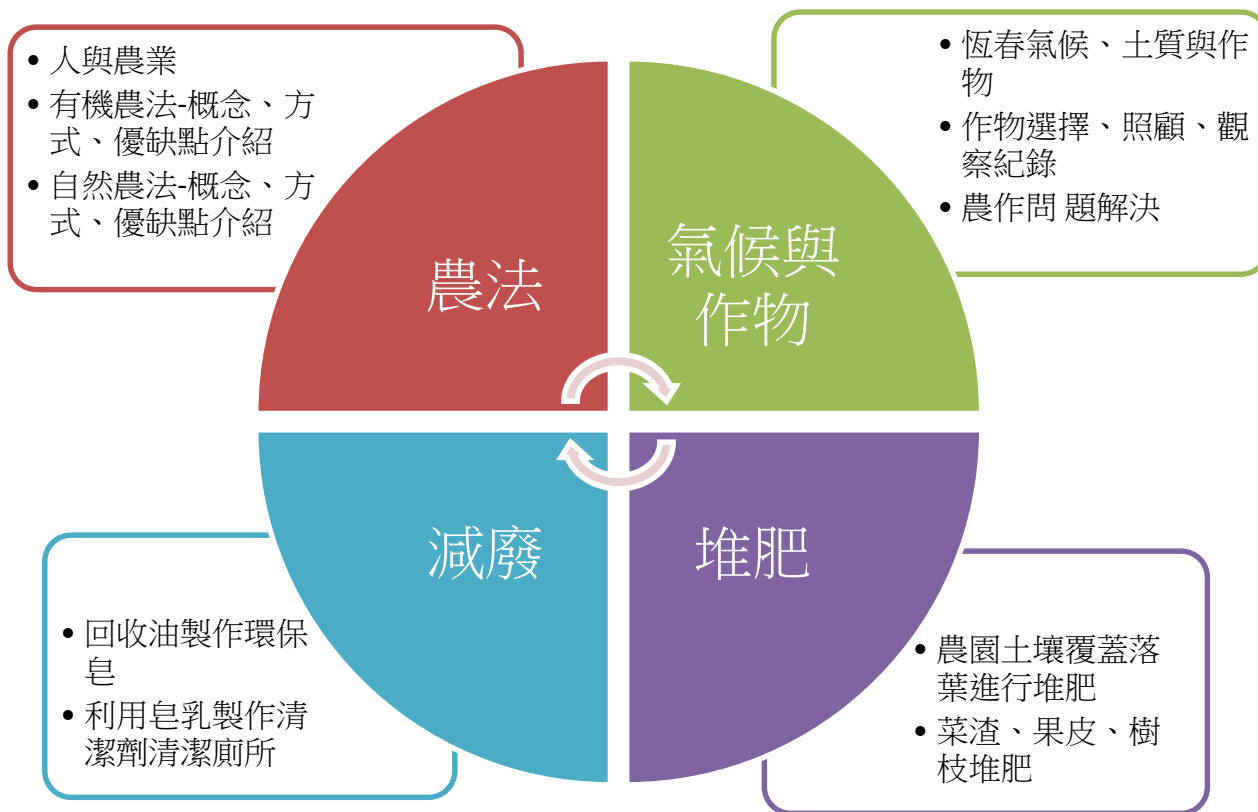 • 人與農業
• 有機農法-概念、方
式、優缺點介紹
• 自然農法-概念、方
式、優缺點介紹
• 恆春氣候、土質與作
物
• 作物選擇、照顧、觀
察紀錄
• 農作問 題解決
農法
氣候與
作物
減廢
堆肥
• 回收油製作環保
皂
• 利用皂乳製作清
潔劑清潔廁所
• 農園土壤覆蓋落
葉進行堆肥
• 菜渣、果皮、樹
枝堆肥